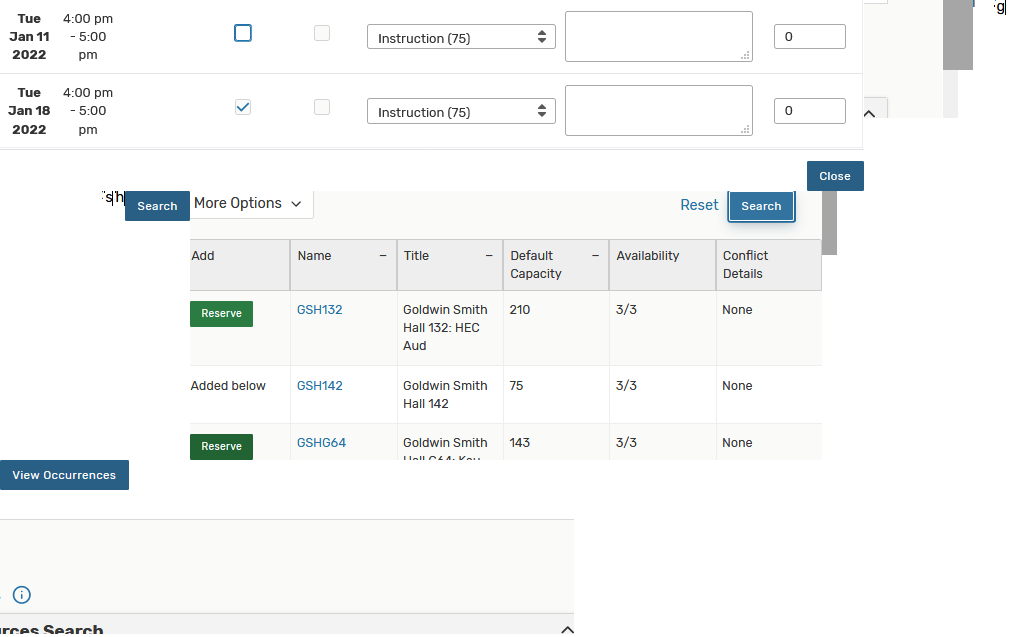 g
Tue
Jan 11
2022
4:00 pm
- 5:00
pm
Instruction (75)
0
Tue
Jan 18
2022
4:00 pm
- 5:00
pm
Instruction (75)
0
Close
Search
More Options
Reset
Search
Add
Name
–
Title
–
Default
Capacity
–
Availability
Conflict
Details
Reserve
GSH132
Goldwin Smith
Hall 132: HEC
Aud
210
3/3
None
Added below
GSH142
Goldwin Smith
Hall 142
75
3/3
None
Reserve
GSHG64
Goldwin Smith
Hall G64: Kau
143
3/3
None
View Occurrences
rces Search